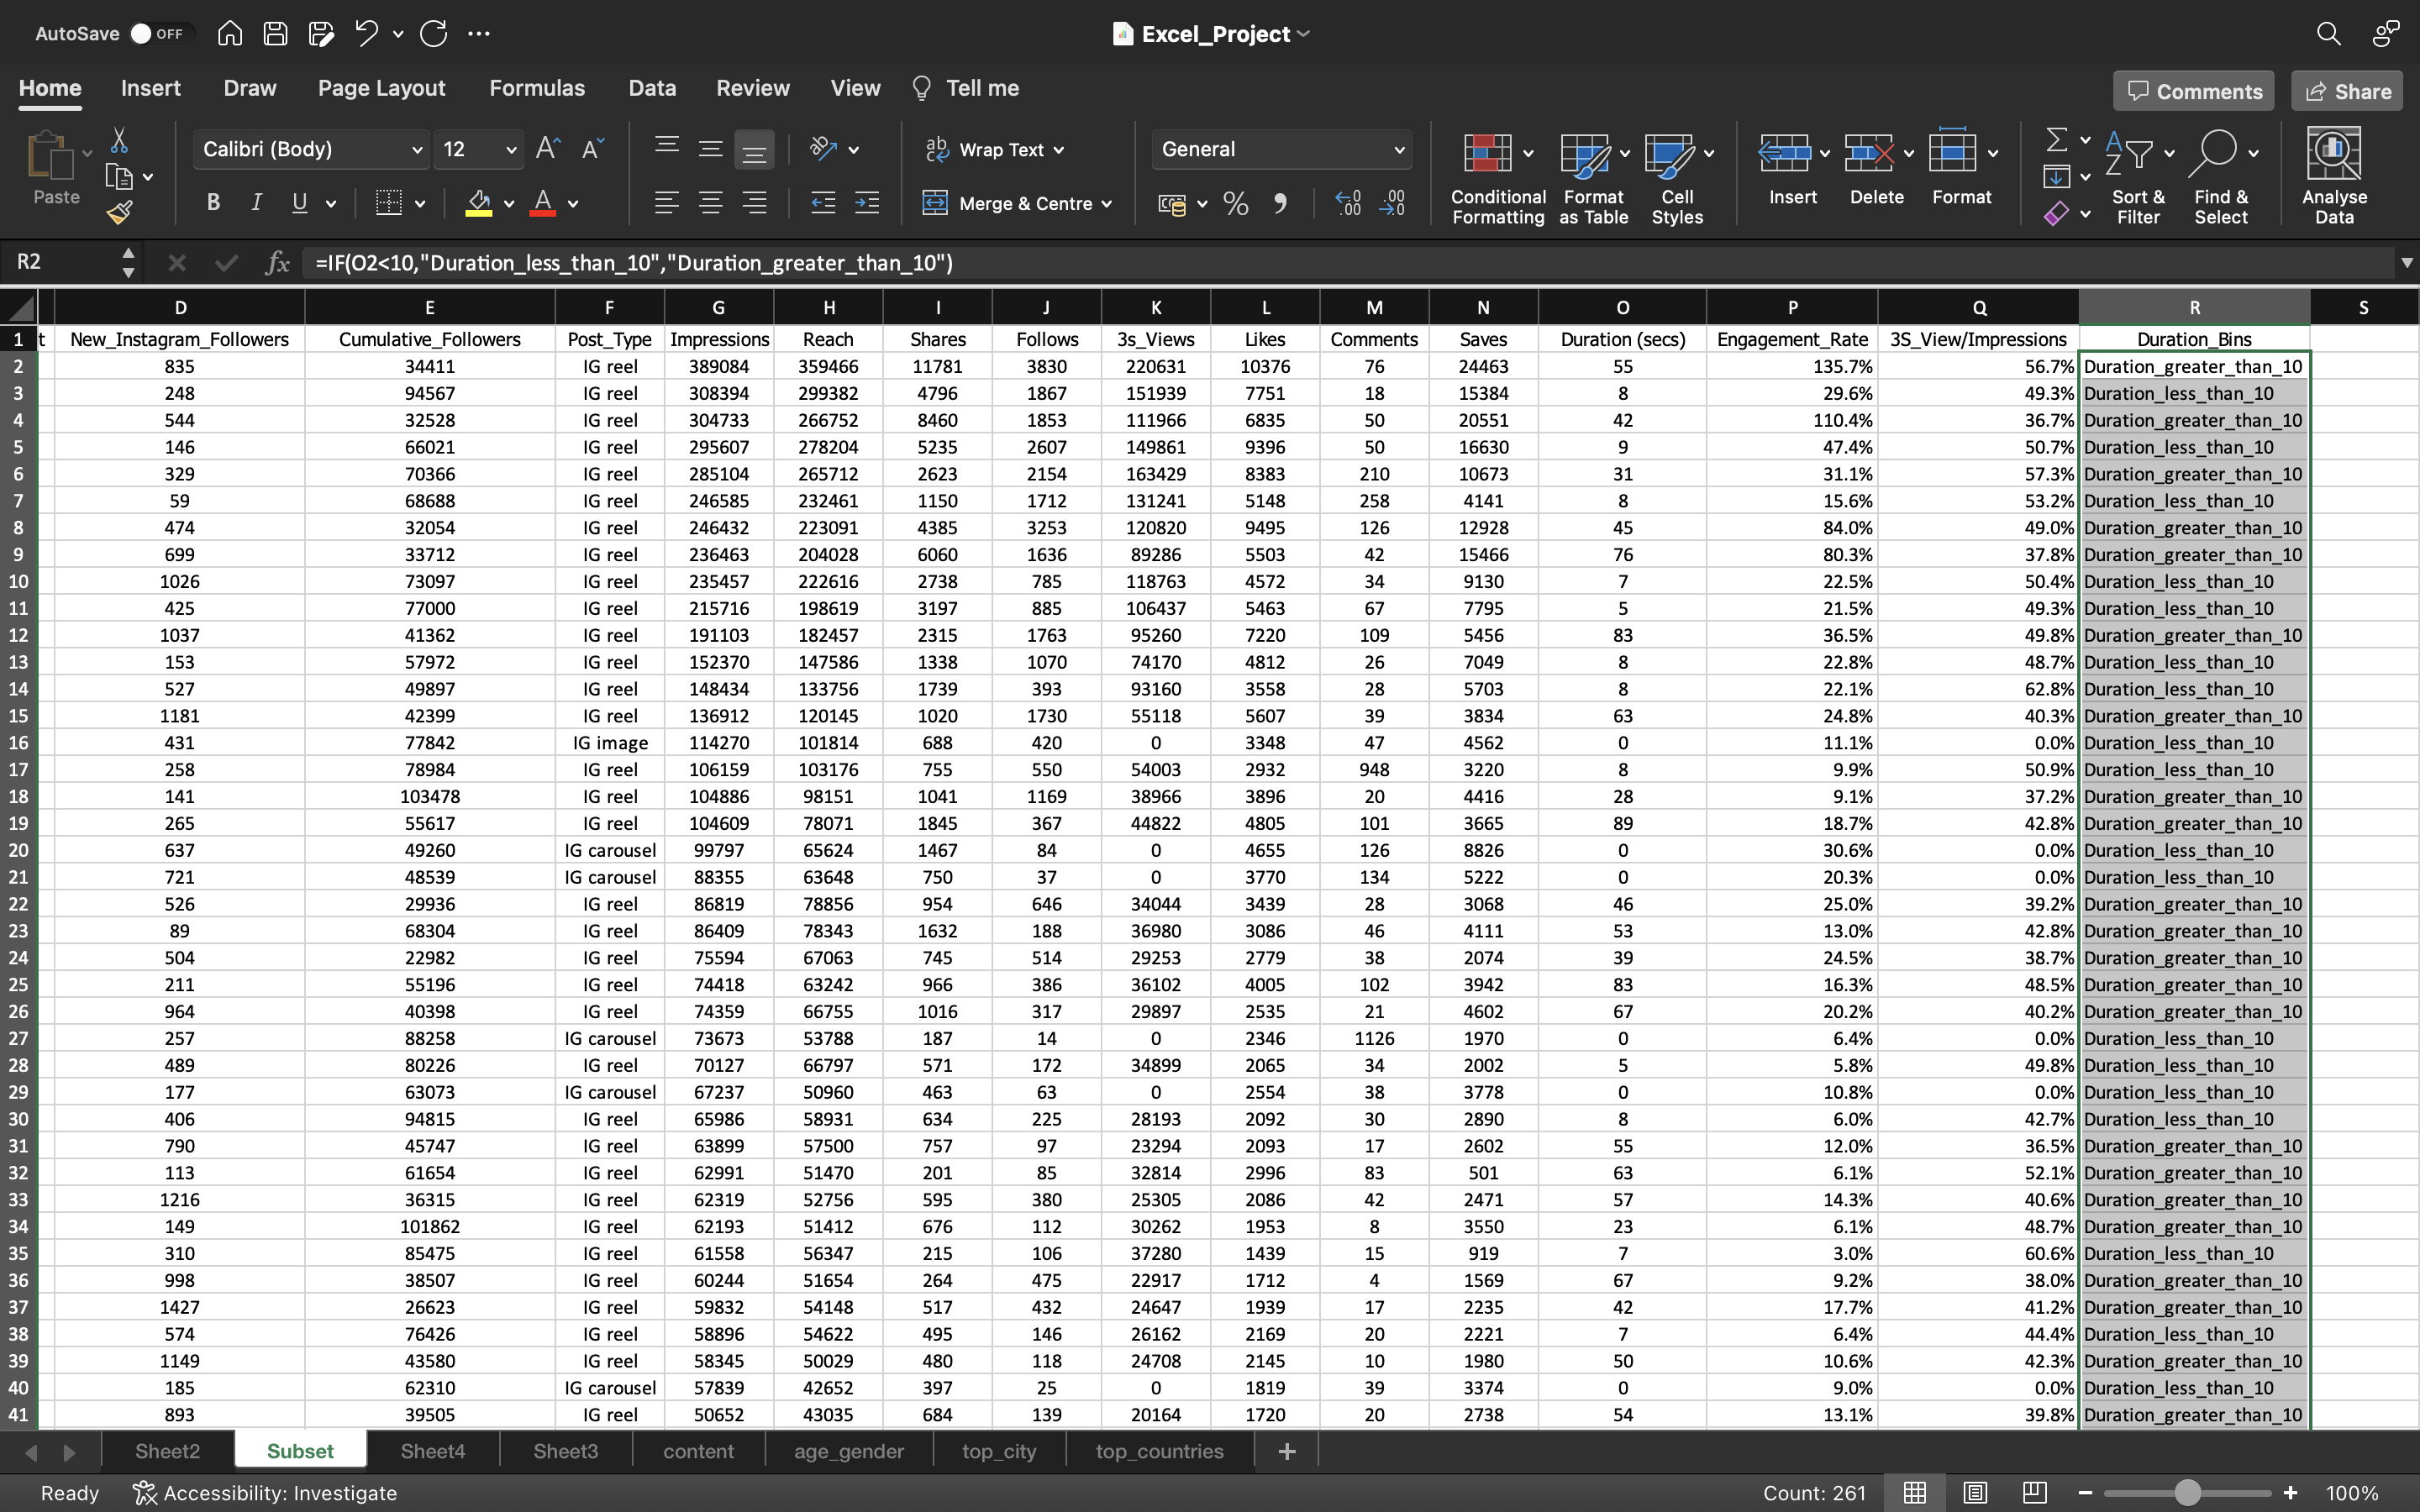 AutoSave OFF
Excel_Project
Home Insert Draw Page Layout Formulas Data Review View Tell me Comments Share
Paste
Calibri (Body) 12 A A
B I U A
Wrap Text
Merge & Centre
General
% 9 .00 .00
Conditional Formatting
Format as Table
Cell Styles
Insert Delete Format
Sort & Filter
Find & Select
Analyse Data
R2 fx =IF(O2<10,"Duration_less_than_10","Duration_greater_than_10")
D E F G H I J K L M N O P Q R S
1 t New_Instagram_Followers Cumulative_Followers Post_Type Impressions Reach Shares Follows 3s_Views Likes Comments Saves Duration (secs) Engagement_Rate 3S_View/Impressions Duration_Bins
2 835 34411 IG reel 389084 359466 11781 3830 220631 10376 76 24463 55 135.7% 56.7% Duration_greater_than_10
3 248 94567 IG reel 308394 299382 4796 1867 151939 7751 18 15384 8 29.6% 49.3% Duration_less_than_10
4 544 32528 IG reel 304733 266752 8460 1853 111966 6835 50 20551 42 110.4% 36.7% Duration_greater_than_10
5 146 66021 IG reel 295607 278204 5235 2607 149861 9396 50 16630 9 47.4% 50.7% Duration_less_than_10
6 329 70366 IG reel 285104 265712 2623 2154 163429 8383 210 10673 31 31.1% 57.3% Duration_greater_than_10
7 59 68688 IG reel 246585 232461 1150 1712 131241 5148 258 4141 8 15.6% 53.2% Duration_less_than_10
8 474 32054 IG reel 246432 223091 4385 3253 120820 9495 126 12928 45 84.0% 49.0% Duration_greater_than_10
9 699 33712 IG reel 236463 204028 6060 1636 89286 5503 42 15466 76 80.3% 37.8% Duration_greater_than_10
10 1026 73097 IG reel 235457 222616 2738 785 118763 4572 34 9130 7 22.5% 50.4% Duration_less_than_10
11 425 77000 IG reel 215716 198619 3197 885 106437 5463 67 7795 5 21.5% 49.3% Duration_less_than_10
12 1037 41362 IG reel 191103 182457 2315 1763 95260 7220 109 5456 83 36.5% 49.8% Duration_greater_than_10
13 153 57972 IG reel 152370 147586 1338 1070 74170 4812 26 7049 8 22.8% 48.7% Duration_less_than_10
14 527 49897 IG reel 148434 133756 1739 393 93160 3558 28 5703 8 22.1% 62.8% Duration_less_than_10
15 1181 42399 IG reel 136912 120145 1020 1730 55118 5607 39 3834 63 24.8% 40.3% Duration_greater_than_10
16 431 77842 IG image 114270 101814 688 420 0 3348 47 4562 0 11.1% 0.0% Duration_less_than_10
17 258 78984 IG reel 106159 103176 755 550 54003 2932 948 3220 8 9.9% 50.9% Duration_less_than_10
18 141 103478 IG reel 104886 98151 1041 1169 38966 3896 20 4416 28 9.1% 37.2% Duration_greater_than_10
19 265 55617 IG reel 104609 78071 1845 367 44822 4805 101 3665 89 18.7% 42.8% Duration_greater_than_10
20 637 49260 IG carousel 99797 65624 1467 84 0 4655 126 8826 0 30.6% 0.0% Duration_less_than_10
21 721 48539 IG carousel 88355 63648 750 37 0 3770 134 5222 0 20.3% 0.0% Duration_less_than_10
22 526 29936 IG reel 86819 78856 954 646 34044 3439 28 3068 46 25.0% 39.2% Duration_greater_than_10
23 89 68304 IG reel 86409 78343 1632 188 36980 3086 46 4111 53 13.0% 42.8% Duration_greater_than_10
24 504 22982 IG reel 75594 67063 745 514 29253 2779 38 2074 39 24.5% 38.7% Duration_greater_than_10
25 211 55196 IG reel 74418 63242 966 386 36102 4005 102 3942 83 16.3% 48.5% Duration_greater_than_10
26 964 40398 IG reel 74359 66755 1016 317 29897 2535 21 4602 67 20.2% 40.2% Duration_greater_than_10
27 257 88258 IG carousel 73673 53788 187 14 0 2346 1126 1970 0 6.4% 0.0% Duration_less_than_10
28 489 80226 IG reel 70127 66797 571 172 34899 2065 34 2002 5 5.8% 49.8% Duration_less_than_10
29 177 63073 IG carousel 67237 50960 463 63 0 2554 38 3778 0 10.8% 0.0% Duration_less_than_10
30 406 94815 IG reel 65986 58931 634 225 28193 2092 30 2890 8 6.0% 42.7% Duration_less_than_10
31 790 45747 IG reel 63899 57500 757 97 23294 2093 17 2602 55 12.0% 36.5% Duration_greater_than_10
32 113 61654 IG reel 62991 51470 201 85 32814 2996 83 501 63 6.1% 52.1% Duration_greater_than_10
33 1216 36315 IG reel 62319 52756 595 380 25305 2086 42 2471 57 14.3% 40.6% Duration_greater_than_10
34 149 101862 IG reel 62193 51412 676 112 30262 1953 8 3550 23 6.1% 48.7% Duration_greater_than_10
35 310 85475 IG reel 61558 56347 215 106 37280 1439 15 919 7 3.0% 60.6% Duration_less_than_10
36 998 38507 IG reel 60244 51654 264 475 22917 1712 4 1569 67 9.2% 38.0% Duration_greater_than_10
37 1427 26623 IG reel 59832 54148 517 432 24647 1939 17 2235 42 17.7% 41.2% Duration_greater_than_10
38 574 76426 IG reel 58896 54622 495 146 26162 2169 20 2221 7 6.4% 44.4% Duration_less_than_10
39 1149 43580 IG reel 58345 50029 480 118 24708 2145 10 1980 50 10.6% 42.3% Duration_greater_than_10
40 185 62310 IG carousel 57839 42652 397 25 0 1819 39 3374 0 9.0% 0.0% Duration_less_than_10
41 893 39505 IG reel 50652 43035 684 139 20164 1720 20 2738 54 13.1% 39.8% Duration_greater_than_10
Sheet2 Subset Sheet4 Sheet3 content age_gender top_city top_countries +
Ready Accessibility: Investigate Count: 261 − + 100%